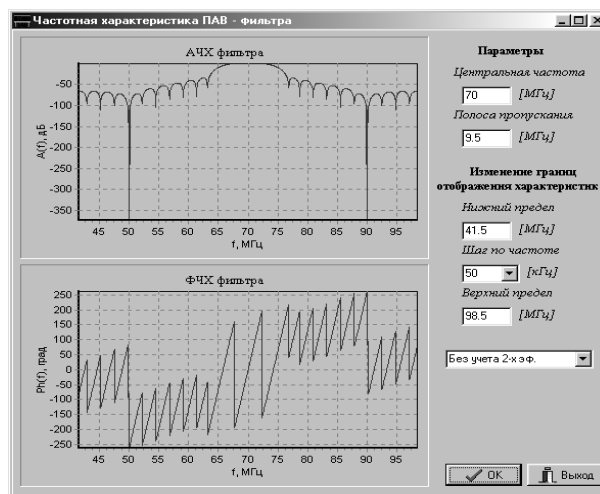 Частотная характеристика ПАВ - фильтра
АЧХ фильтра
-50
-100
-150
-200
-250
-300
-350
A(f), дБ
45 50 55 60 65 70 75 80 85 90 95
f, МГц
ФЧХ фильтра
250
200
150
100
50
0
-50
-100
-150
-200
-250
Ph(f), град
45 50 55 60 65 70 75 80 85 90 95
f, МГц
Параметры
Центральная частота
70 [МГц]
Полоса пропускания
9.5 [МГц]
Изменение границ
отображения характеристик
Нижний предел
41.5 [МГц]
Шаг по частоте
50 [кГц]
Верхний предел
98.5 [МГц]
Без учета 2-х эф.
OK
Выход